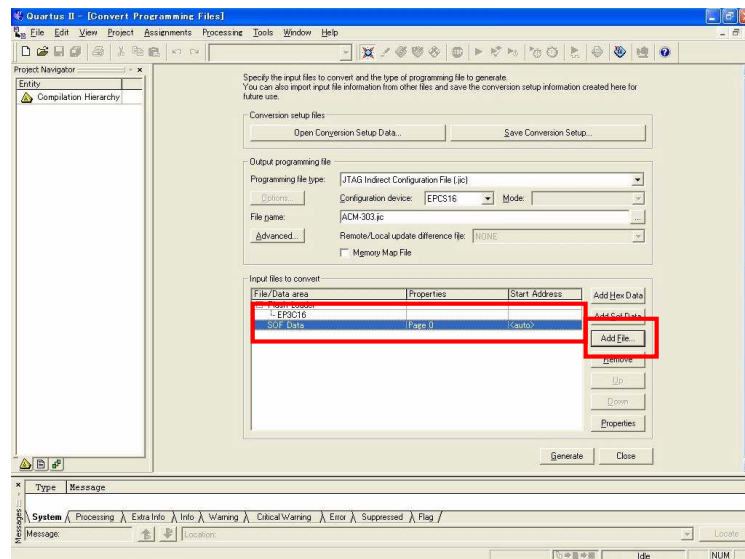 Quartus II - [Convert Programming Files]
File Edit View Project Assignments Processing Tools Window Help
Project Navigator
Entity
Compilation Hierarchy
Specify the input files to convert and the type of programming file to generate.
You can also import input file information from other files and save the conversion setup information created here for
future use.
Conversion setup files
Open Conversion Setup Data...
Save Conversion Setup...
Output programming file
Programming file type: JTAG Indirect Configuration File (.jic)
Options... Configuration device: EPCS16 Mode:
File name: ACM-303.jic ...
Advanced... Remote/Local update difference file: NONE
Memory Map File
Input files to convert
File/Data area Properties Start Address
Add Hex Data
Flash Loader
EP3C16
Add Sof Data
SOF Data Page 0 <auto>
Add File...
Remove
Up
Down
Properties
Generate Close
Type Message
System Processing Extra Info Info Warning Critical Warning Error Suppressed Flag
Messages
Message: Location: Locate
Idle NUM